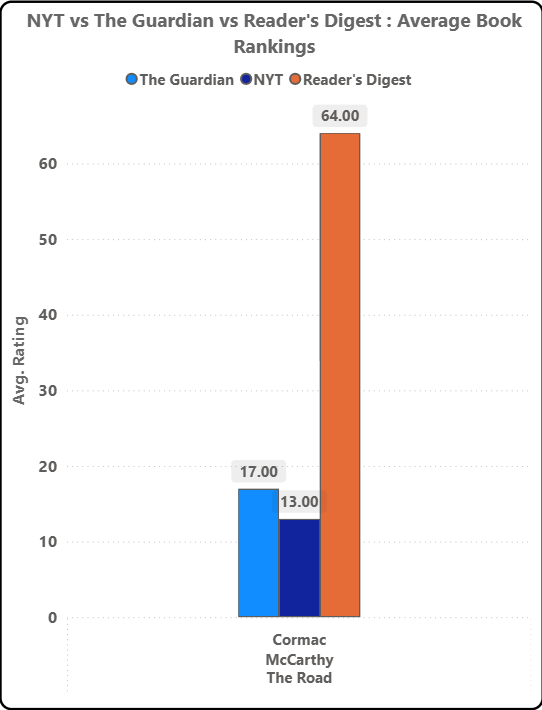 NYT vs The Guardian vs Reader's Digest : Average Book
Rankings
The Guardian NYT Reader's Digest
64.00
60
50
40
30
20
10
0
Avg. Rating
17.00
13.00
Cormac
McCarthy
The Road